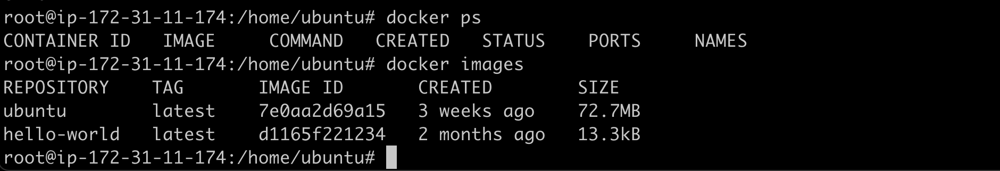 root@ip-172-31-11-174:/home/ubuntu# docker ps
CONTAINER ID   IMAGE     COMMAND   CREATED   STATUS    PORTS     NAMES
root@ip-172-31-11-174:/home/ubuntu# docker images
REPOSITORY    TAG       IMAGE ID       CREATED        SIZE
ubuntu        latest    7e0aa2d69a15   3 weeks ago    72.7MB
hello-world   latest    d1165f221234   2 months ago   13.3kB
root@ip-172-31-11-174:/home/ubuntu#